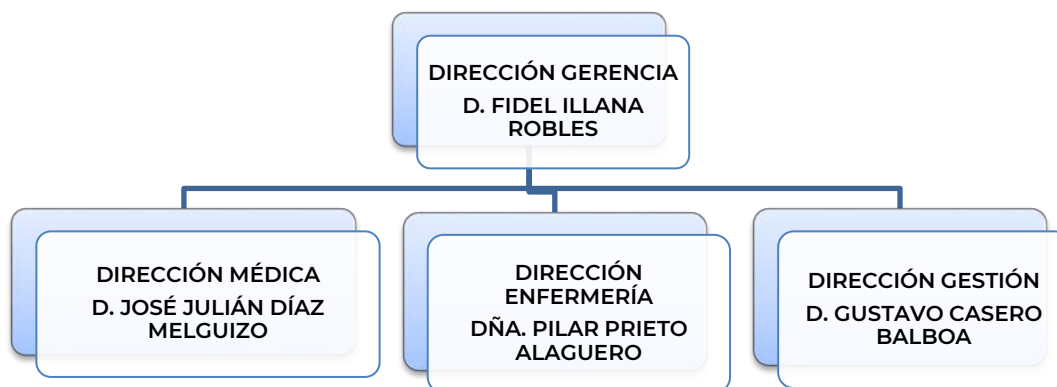 DIRECCIÓN GERENCIA
D. FIDEL ILLANA
ROBLES
DIRECCIÓN MÉDICA
D. JOSÉ JULIÁN DÍAZ
MELGUIZO
DIRECCIÓN
ENFERMERÍA
DÑA. PILAR PRIETO
ALAGUERO
DIRECCIÓN GESTIÓN
D. GUSTAVO CASERO
BALBOA